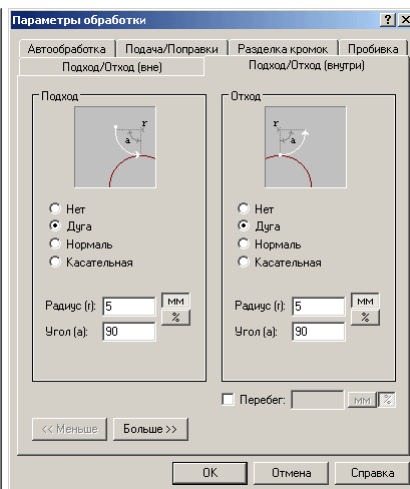 Параметры обработки
Автообработка Подача/Поправки Разделка кромок Пробивка
Подход/Отход (вне) Подход/Отход (внутри)
Подход Отход
r r
a a
Нет Нет
Дуга Дуга
Нормаль Нормаль
Касательная Касательная
Радиус (r): 5 мм Радиус (r): 5 мм
% %
Угол (a): 90 Угол (a): 90
Перебег: мм %
<< Меньше Больше >>
OK Отмена Справка